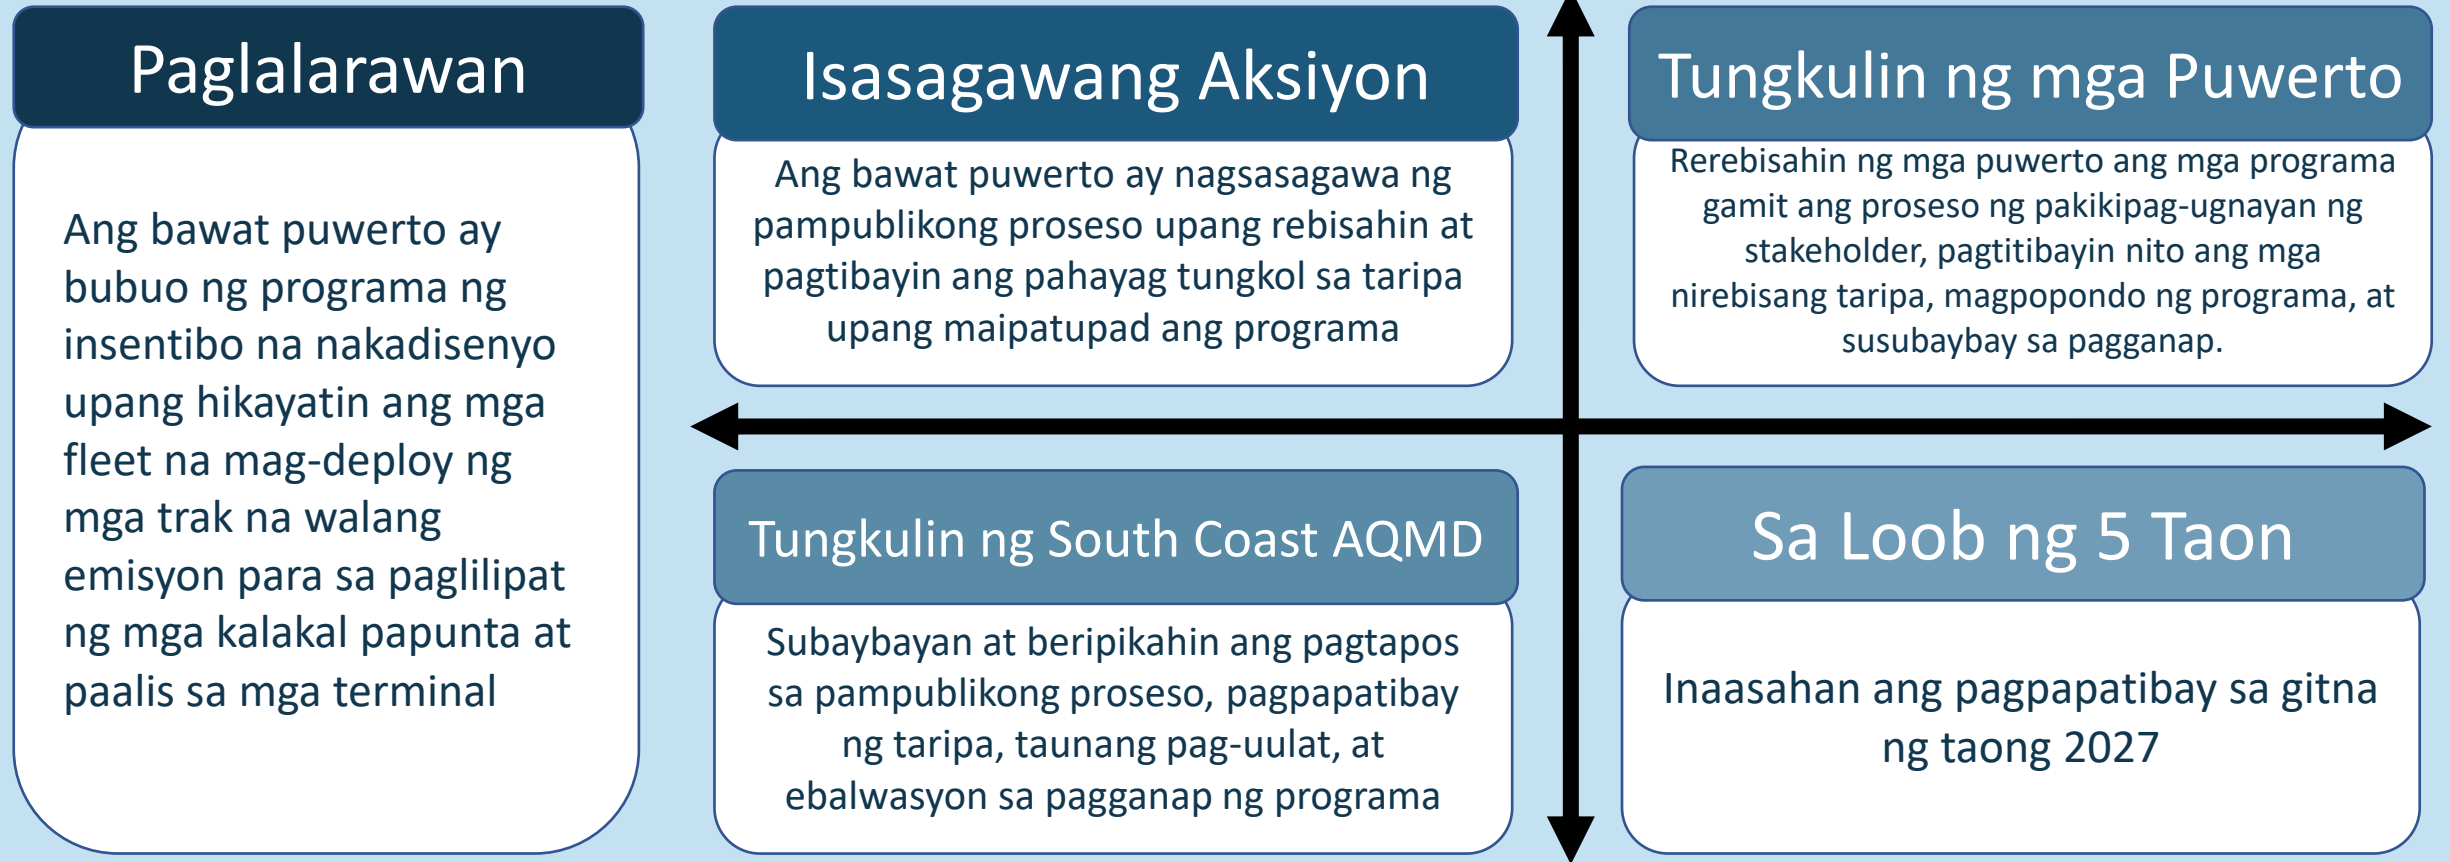 Paglalarawan
Ang bawat puwerto ay
bubuo ng programa ng
insentibo na nakadisenyo
upang hikayatin ang mga
fleet na mag-deploy ng
mga trak na walang
emisyon para sa paglilipat
ng mga kalakal papunta at
paalis sa mga terminal
Isasagawang Aksiyon
Ang bawat puwerto ay nagsasagawa ng
pampublikong proseso upang rebisahin at
pagtibayin ang pahayag tungkol sa taripa
upang maipatupad ang programa
Tungkulin ng mga Puwerto
Rerebisahin ng mga puwerto ang mga programa
gamit ang proseso ng pakikipag-ugnayan ng
stakeholder, pagtitibayin nito ang mga
nirebisang taripa, magpopondo ng programa, at
susubaybay sa pagganap.
Tungkulin ng South Coast AQMD
Subaybayan at beripikahin ang pagtapos
sa pampublikong proseso, pagpapatibay
ng taripa, taunang pag-uulat, at
ebalwasyon sa pagganap ng programa
Sa Loob ng 5 Taon
Inaasahan ang pagpapatibay sa gitna
ng taong 2027